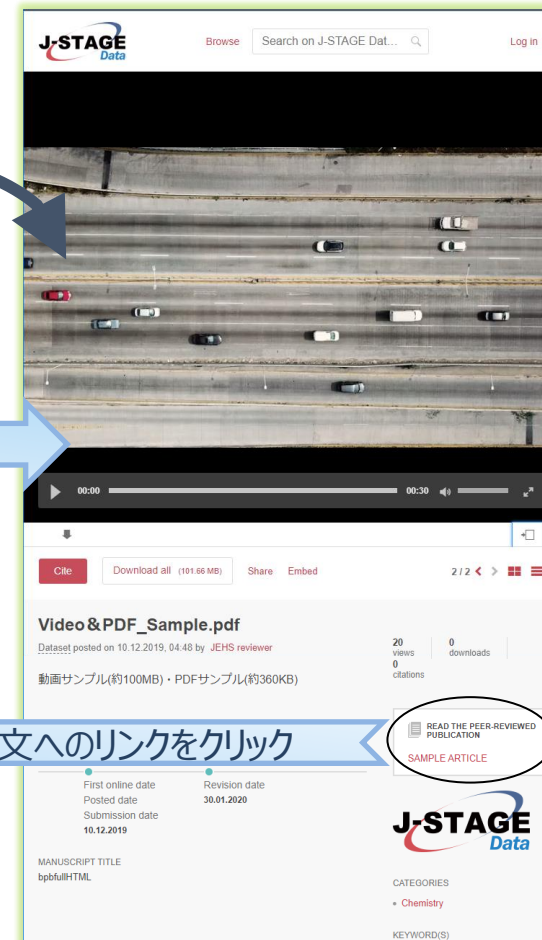 J-STAGE
Data
Browse
Search on J-STAGE Dat...
Log in
00:00
00:30
Cite
Download all (101.66 MB)
Share
Embed
2 / 2
Video&PDF_Sample.pdf
Dataset posted on 10.12.2019, 04:48 by JEHS reviewer
動画サンプル(約100MB)・PDFサンプル(約360KB)
20
views
0
downloads
0
citations
READ THE PEER-REVIEWED
PUBLICATION
SAMPLE ARTICLE
文へのリンクをクリック
First online date
Posted date
Submission date
10.12.2019
Revision date
30.01.2020
MANUSCRIPT TITLE
bpbfullHTML
J-STAGE
Data
CATEGORIES
• Chemistry
KEYWORD(S)